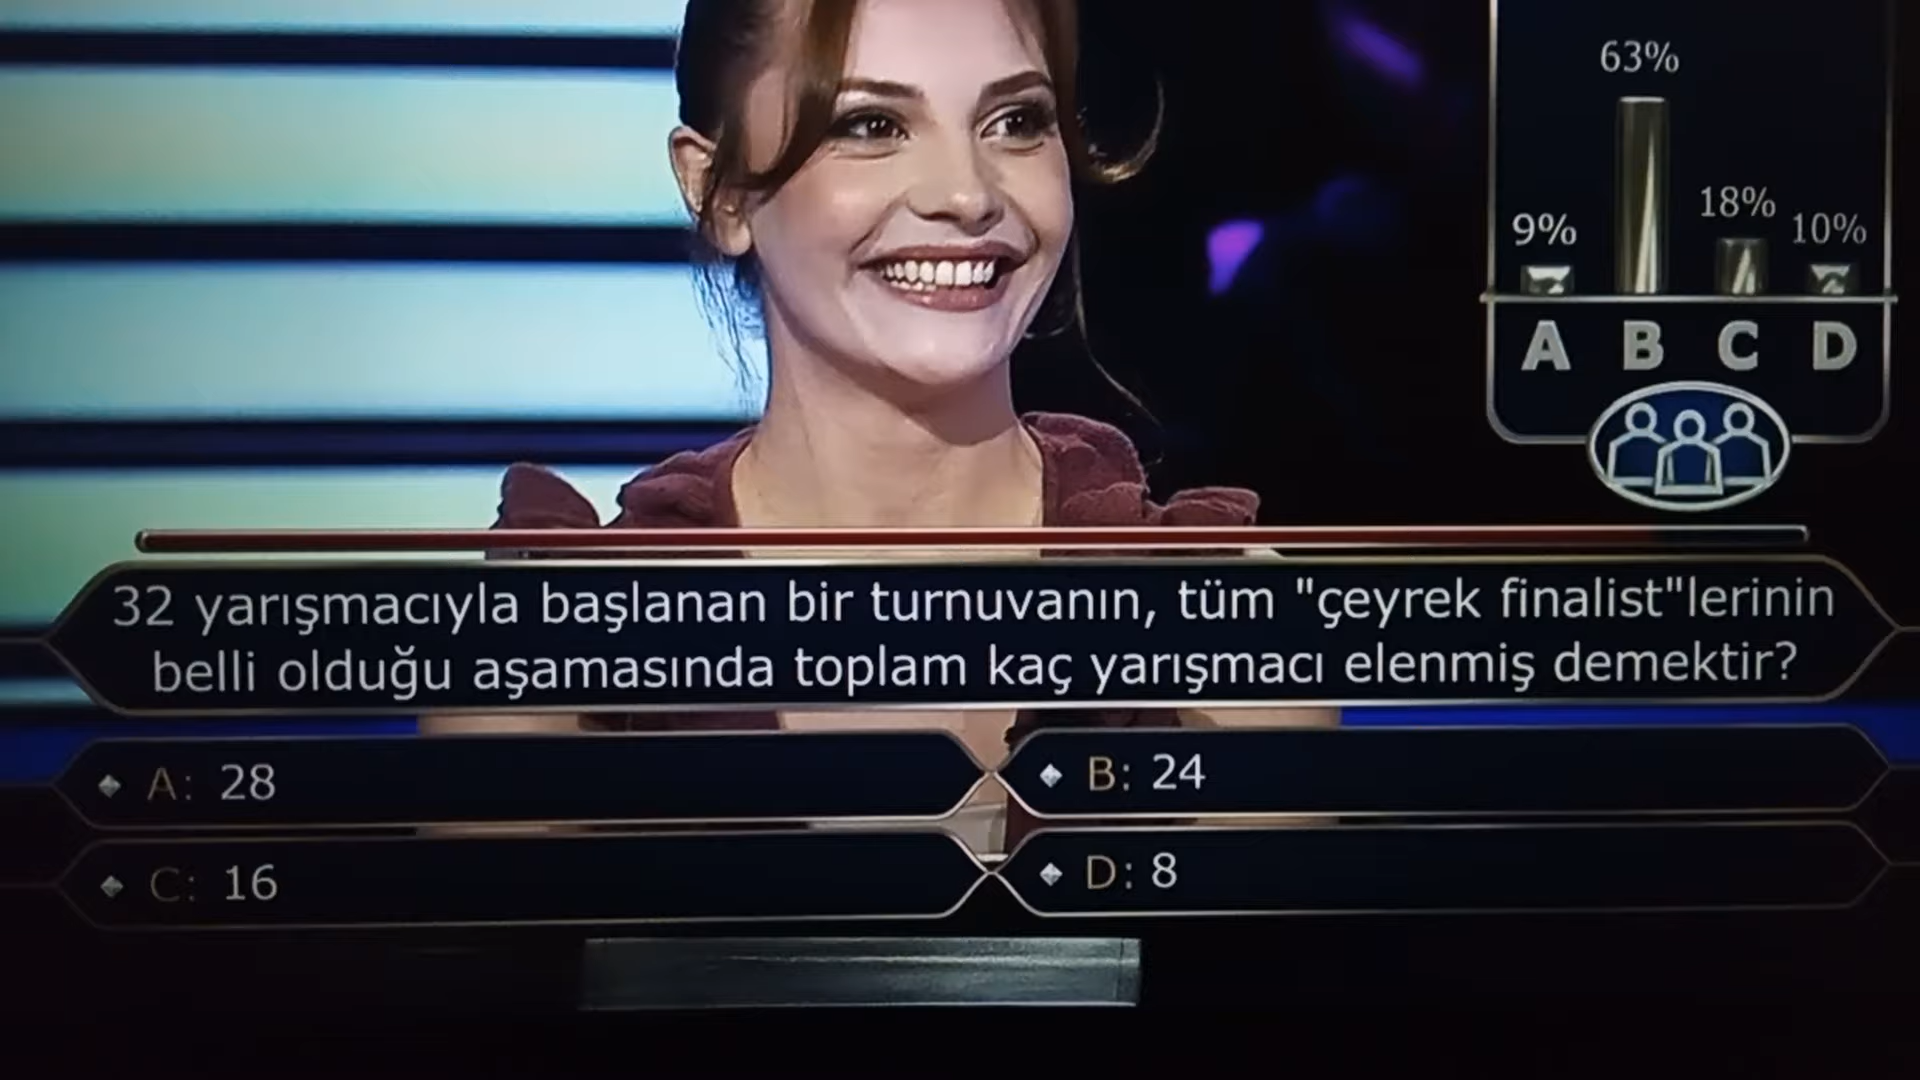 63%
18%
9%
10%
A B C D
32 yarışmacıyla başlanan bir turnuvanın, tüm "çeyrek finalist"lerinin
belli olduğu aşamasında toplam kaç yarışmacı elenmiş demektir?
A: 28
B: 24
C: 16
D: 8